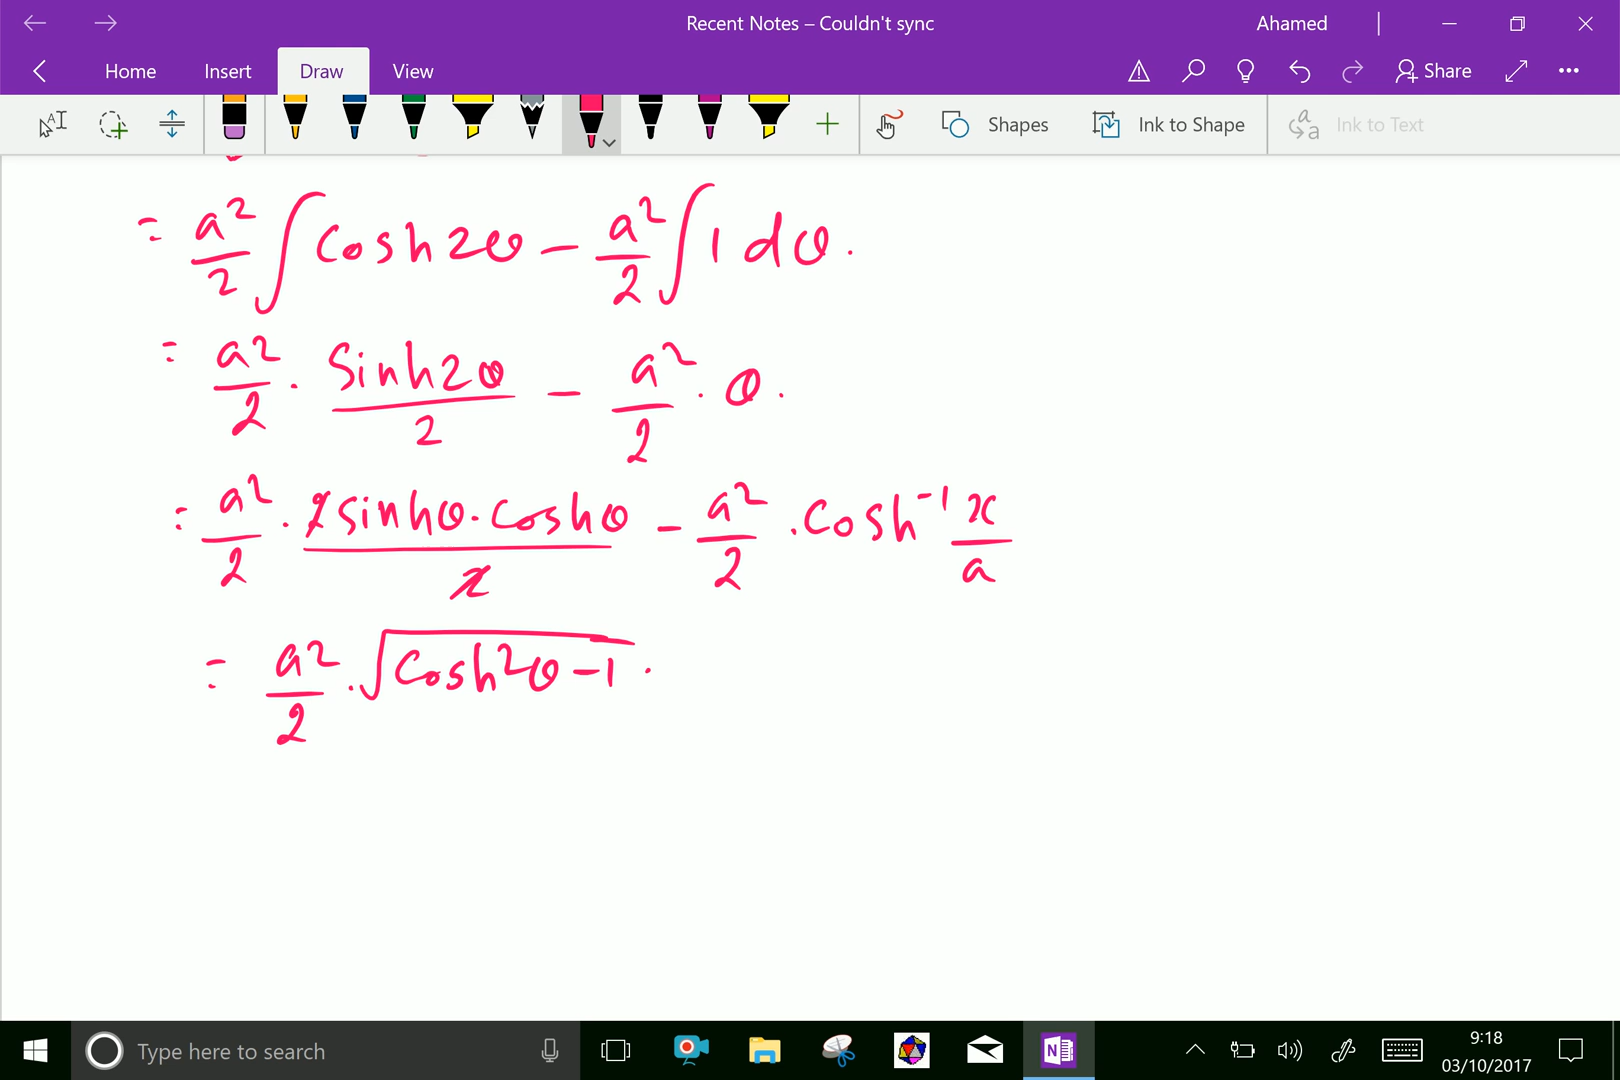 Recent Notes – Couldn't sync
Ahamed
Home Insert Draw View
Share
Shapes
Ink to Shape
Ink to Text
= a²/2 ∫ Cosh2θ – a²/2 ∫ 1 dθ.
= a²/2 . Sinh2θ/2 – a²/2 . θ.
= a²/2 . 2sinhθ.coshθ/2 – a²/2 .Cosh⁻¹ x/a
= a²/2 .√(Cosh²θ–1) .
Type here to search
9:18
03/10/2017